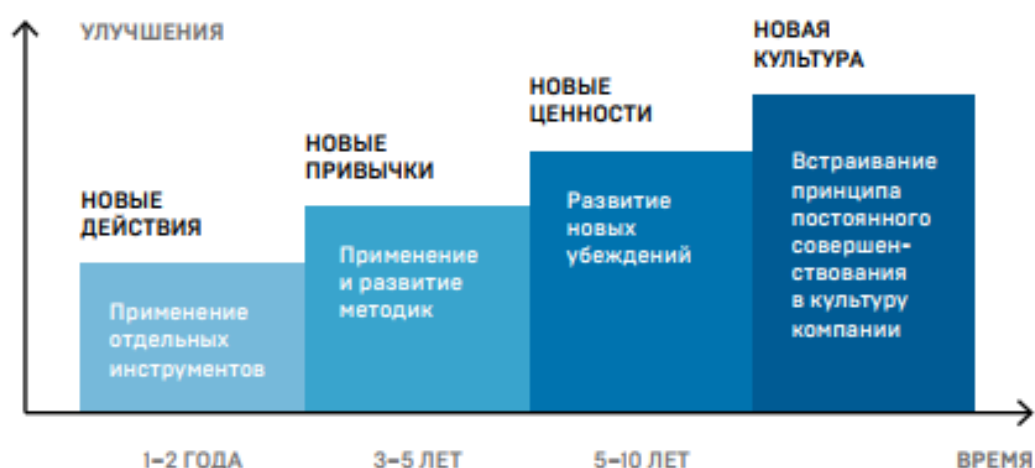 УЛУЧШЕНИЯ
НОВЫЕ
ДЕЙСТВИЯ
Применение
отдельных
инструментов
НОВЫЕ
ПРИВЫЧКИ
Применение
и развитие
методик
НОВЫЕ
ЦЕННОСТИ
Развитие
новых
убеждений
НОВАЯ
КУЛЬТУРА
Встраивание
принципа
постоянного
совершен-
ствования
в культуру
компании
1–2 ГОДА
3–5 ЛЕТ
5–10 ЛЕТ
ВРЕМЯ